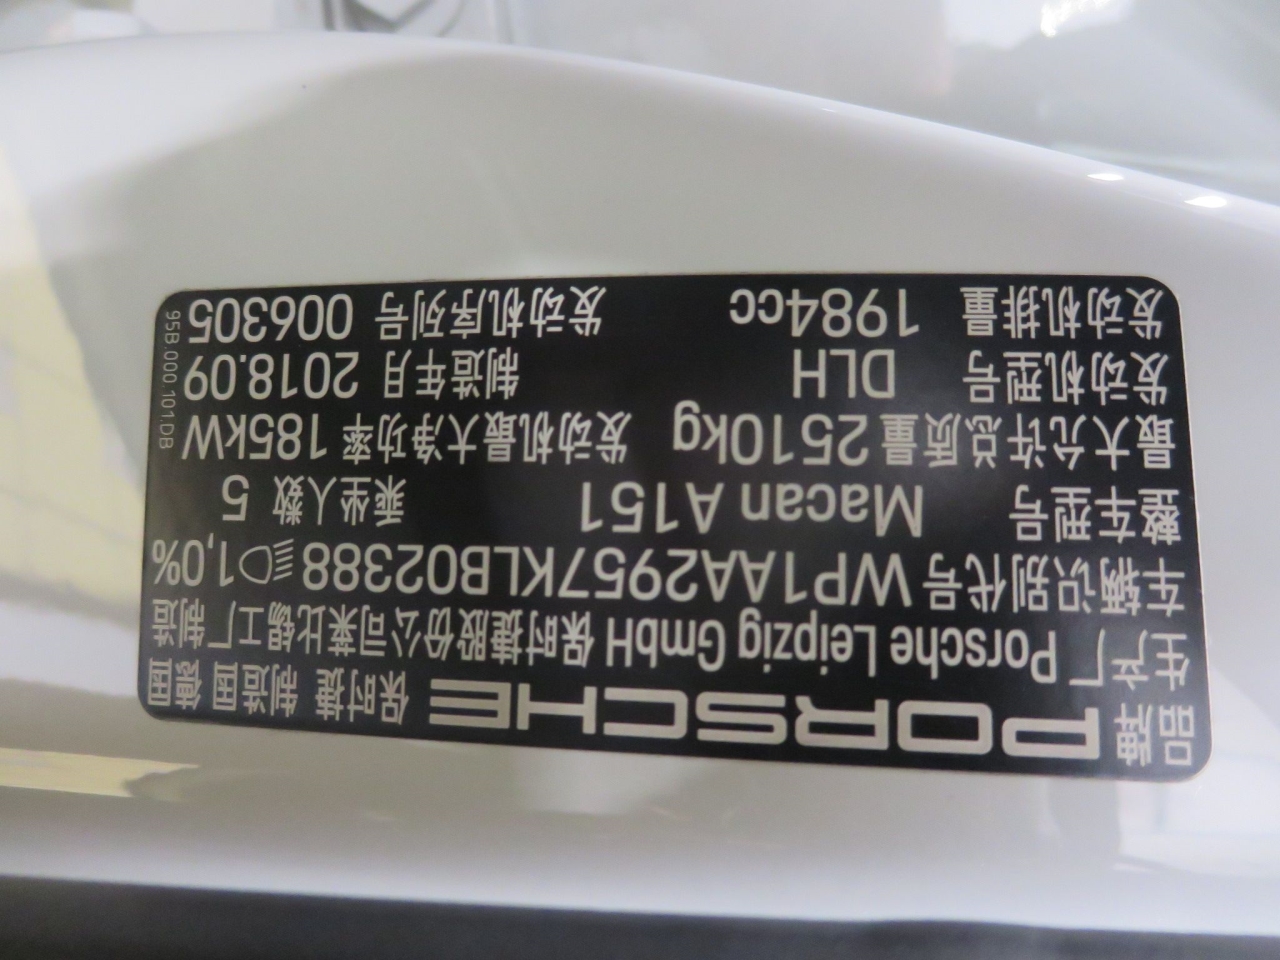 品牌 PORSCHE 保时捷 制造国 德国
生产厂 Porsche Leipzig GmbH 保时捷股份公司莱比锡工厂制造
车辆识别代号 WP1AA2957KLB02388 1,0%
整车型号 Macan A151 乘坐人数 5
最大允许总质量 2510kg 发动机最大净功率 185kW
发动机型号 DLH 制造年月 2018.09
发动机排量 1984cc 发动机序列号 006305
95B.000.101.DB